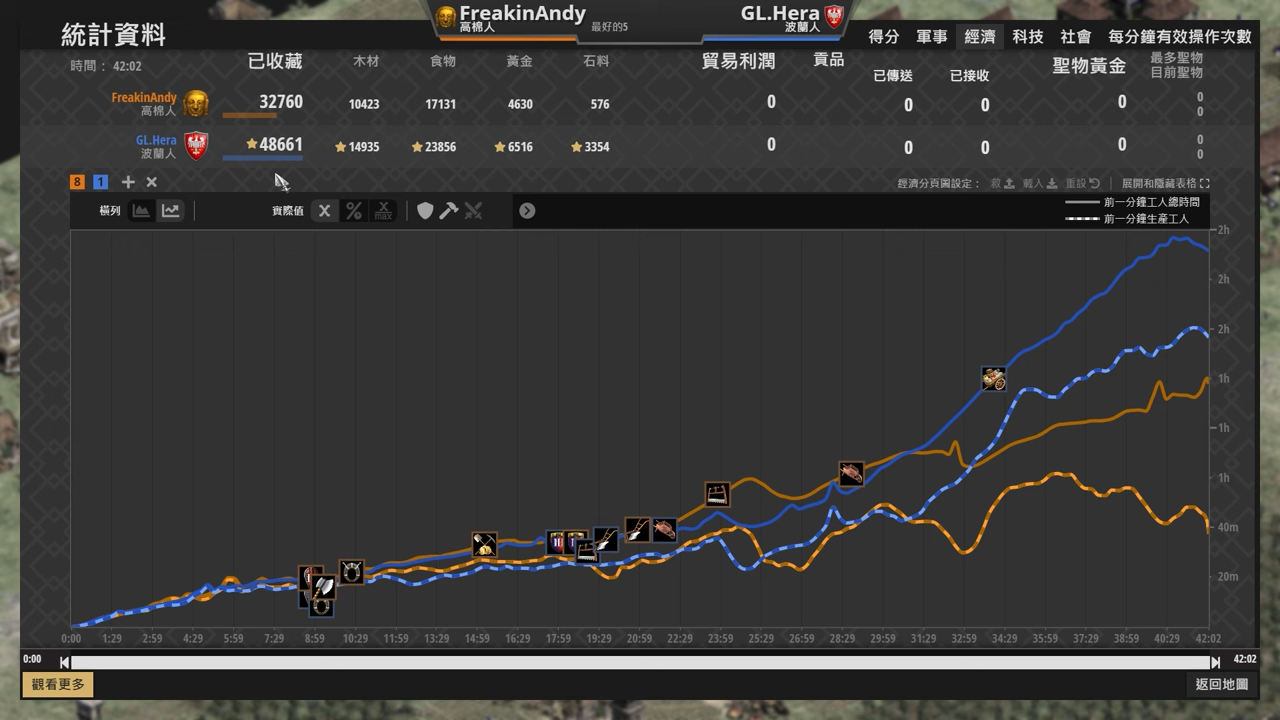 統計資料
FreakinAndy
高棉人
最好的5
GL.Hera
波蘭人
得分 軍事 經濟 科技 社會 每分鐘有效操作次數
時間： 42:02
已收藏 木材 食物 黃金 石料 貿易利潤 貢品 已傳送 已接收 聖物黃金 最多聖物 目前聖物
FreakinAndy
高棉人
32760 10423 17131 4630 576 0 0 0 0 0 0
GL.Hera
波蘭人
48661 14935 23856 6516 3354 0 0 0 0 0 0
8 1
經濟分頁圖設定： 載入 重設 展開和隱藏表格
橫列 實際值 X % X max
前一分鐘工人總時間
前一分鐘生產工人
2h
2h
2h
1h
1h
1h
40m
20m
0:00 1:29 2:59 4:29 5:59 7:29 8:59 10:29 11:59 13:29 14:59 16:29 17:59 19:29 20:59 22:29 23:59 25:29 26:59 28:29 29:59 31:29 32:59 34:29 35:59 37:29 38:59 40:29 42:02
0:00 42:02
觀看更多 返回地圖